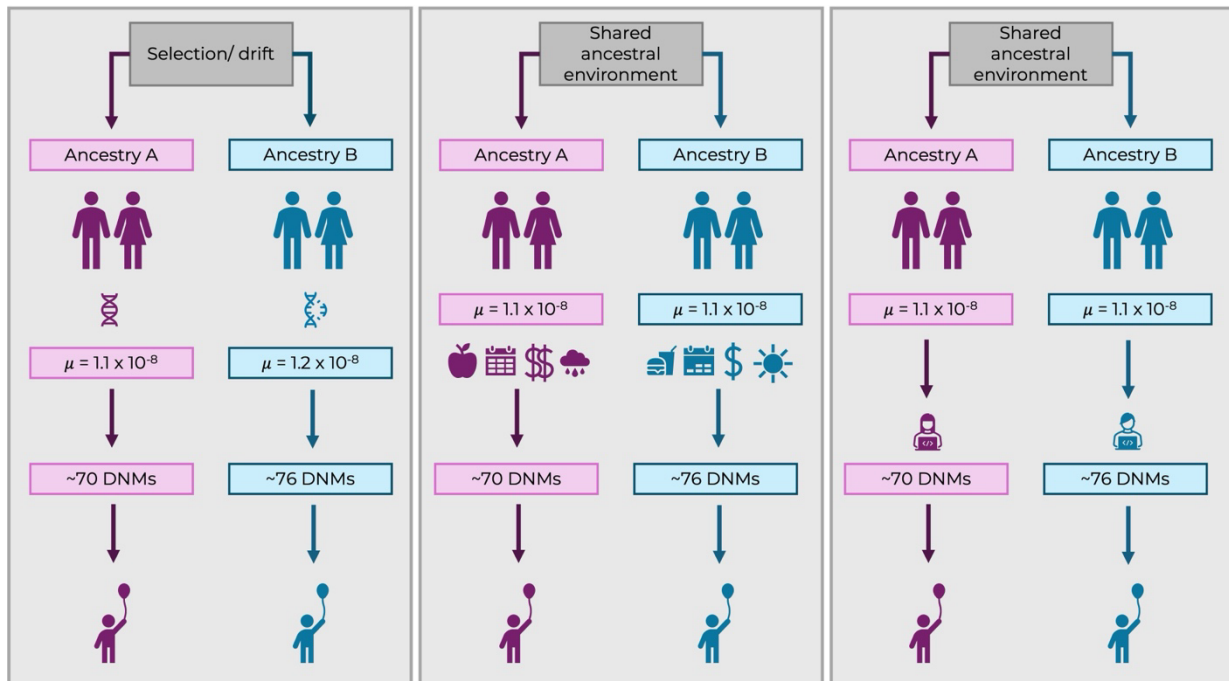 Selection/ drift
Ancestry A
Ancestry B
μ = 1.1 x 10⁻⁸
μ = 1.2 x 10⁻⁸
~70 DNMs
~76 DNMs
Shared
ancestral
environment
Ancestry A
Ancestry B
μ = 1.1 x 10⁻⁸
μ = 1.1 x 10⁻⁸
$$
$
~70 DNMs
~76 DNMs
Shared
ancestral
environment
Ancestry A
Ancestry B
μ = 1.1 x 10⁻⁸
μ = 1.1 x 10⁻⁸
</>
</>
~70 DNMs
~76 DNMs